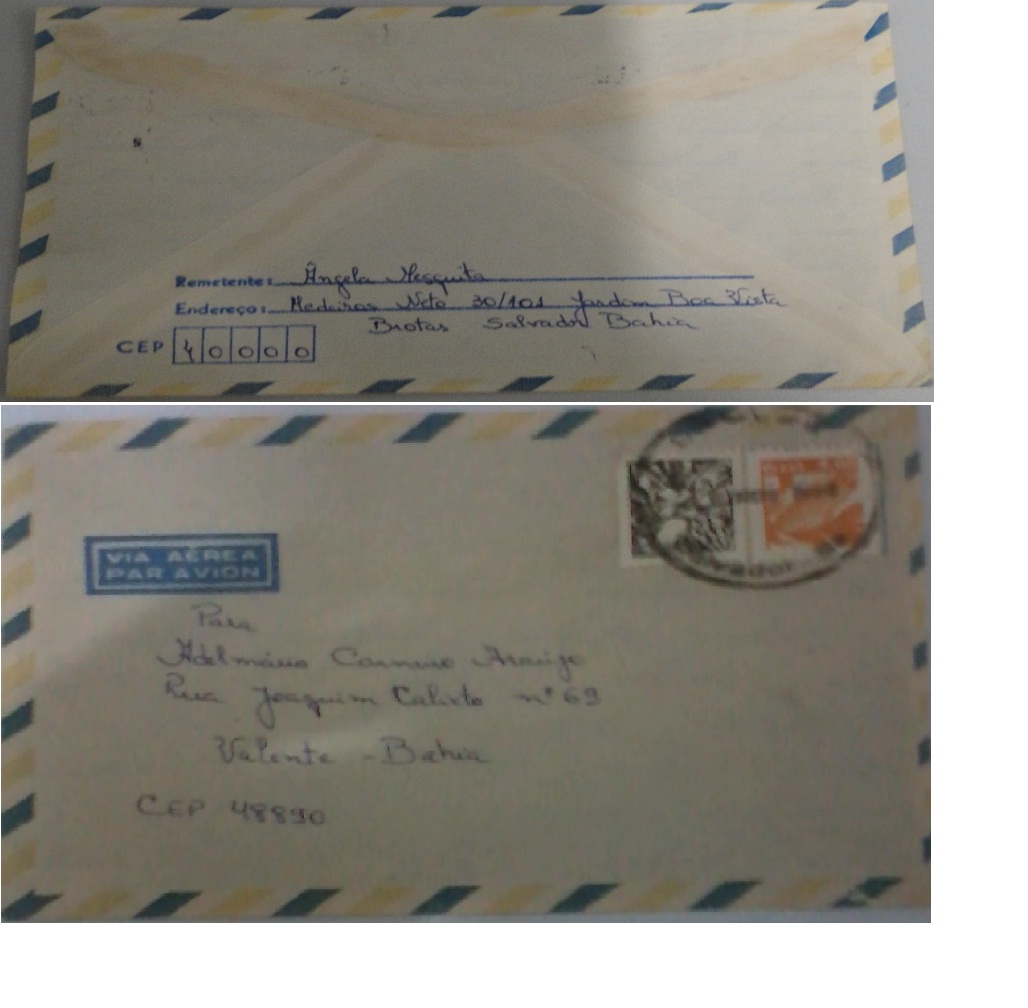 Remetente: Ângela Mesquita
Endereço: Medeiros Neto 30/101 Jardim Boa Vista
Brotas Salvador Bahia
CEP 40000
VIA AÉREA
PAR AVION
Para
Adelmário Carneiro Araújo
Rua Joaquim Calixto nº 69
Valente - Bahia
CEP 48890